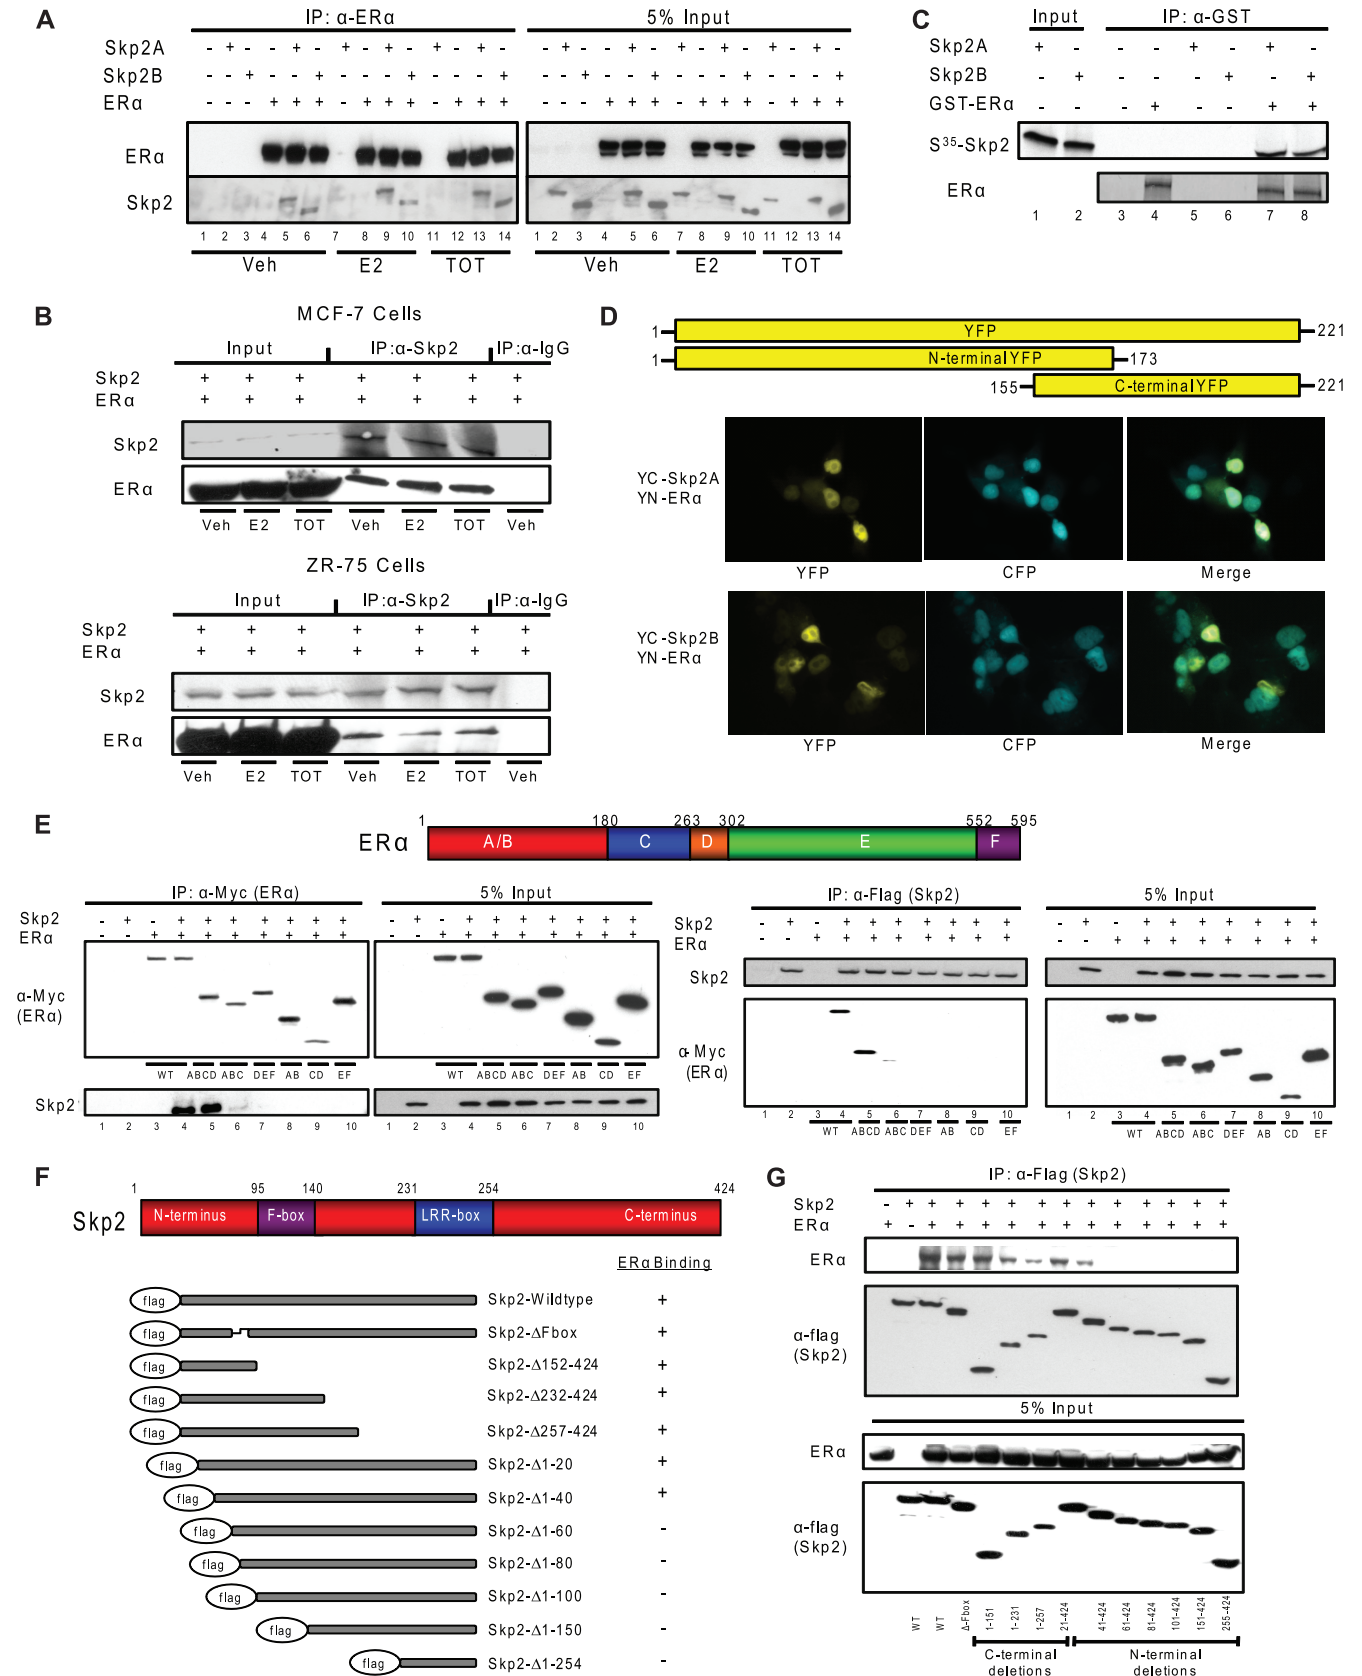 A
IP: α-ERα
5% Input
Skp2A - + - - + - + - + - - - + -
- + - - + - + - + - - - + -
Skp2B - - + - - + - - - + - - - +
- - + - - + - - - + - - - +
ERα - - - + + + - + + + - + + +
- - - + + + - + + + - + + +
ERα
Skp2
1 2 3 4 5 6 7 8 9 10 11 12 13 14
1 2 3 4 5 6 7 8 9 10 11 12 13 14
Veh E2 TOT
Veh E2 TOT
C
Input
IP: α-GST
Skp2A + - - - + - + -
Skp2B - + - - - + - +
GST-ERα - - - + - - + +
S35-Skp2
ERα
1 2 3 4 5 6 7 8
B
MCF-7 Cells
Input
IP:α-Skp2
IP:α-IgG
Skp2 + + + + + + +
ERα + + + + + + +
Skp2
ERα
Veh E2 TOT Veh E2 TOT Veh
ZR-75 Cells
Input
IP:α-Skp2
IP:α-IgG
Skp2 + + + + + + +
ERα + + + + + + +
Skp2
ERα
Veh E2 TOT Veh E2 TOT Veh
D
1 YFP 221
1 N-terminalYFP 173
155 C-terminalYFP 221
YC-Skp2A
YN-ERα
YFP CFP Merge
YC-Skp2B
YN-ERα
YFP CFP Merge
E
1 180 263 302 552 595
ERα A/B C D E F
IP: α-Myc (ERα)
5% Input
Skp2 - + - + + + + + + +
- + - + + + + + + +
ERα - - + + + + + + + +
- - + + + + + + + +
α-Myc
(ERα)
WT ABCD ABC DEF AB CD EF
WT ABCD ABC DEF AB CD EF
Skp2
1 2 3 4 5 6 7 8 9 10
1 2 3 4 5 6 7 8 9 10
IP: α-Flag (Skp2)
5% Input
Skp2 - + - + + + + + + +
- + - + + + + + + +
ERα - - + + + + + + + +
- - + + + + + + + +
Skp2
α-Myc
(ERα)
1 2 3 4 5 6 7 8 9 10
1 2 3 4 5 6 7 8 9 10
WT ABCD ABC DEF AB CD EF
WT ABCD ABC DEF AB CD EF
F
1 95 140 231 254 424
Skp2 N-terminus F-box LRR-box C-terminus
ERα Binding
flag Skp2-Wildtype +
flag Skp2-ΔFbox +
flag Skp2-Δ152-424 +
flag Skp2-Δ232-424 +
flag Skp2-Δ257-424 +
flag Skp2-Δ1-20 +
flag Skp2-Δ1-40 +
flag Skp2-Δ1-60 -
flag Skp2-Δ1-80 -
flag Skp2-Δ1-100 -
flag Skp2-Δ1-150 -
flag Skp2-Δ1-254 -
G
IP: α-Flag (Skp2)
Skp2 - + + + + + + + + + + + + +
ERα + - + + + + + + + + + + + +
ERα
α-flag
(Skp2)
5% Input
ERα
α-flag
(Skp2)
WT WT Δ-Fbox 1-151 1-231 1-257 21-424 41-424 61-424 81-424 101-424 151-424 255-424
C-terminal
deletions
N-terminal
deletions